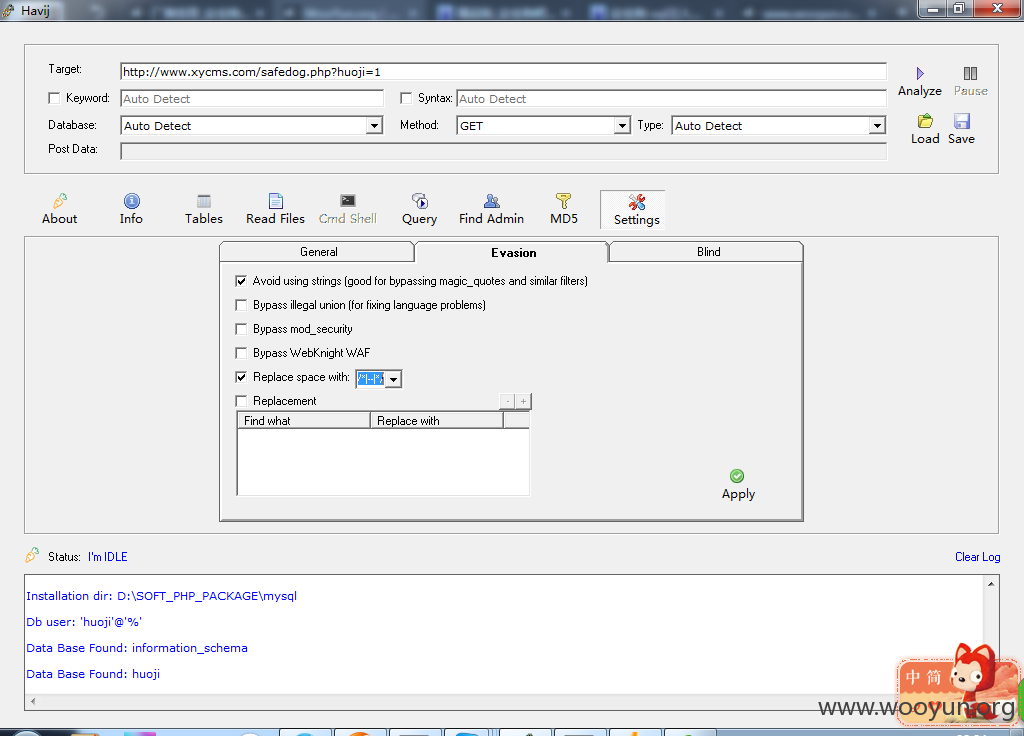 Havij
Target: http://www.xycms.com/safedog.php?huoji=1
Analyze Pause
Keyword: Auto Detect Syntax: Auto Detect
Database: Auto Detect Method: GET Type: Auto Detect
Load Save
Post Data:
About Info Tables Read Files Cmd Shell Query Find Admin MD5 Settings
General Evasion Blind
Avoid using strings (good for bypassing magic_quotes and similar filters)
Bypass illegal union (for fixing language problems)
Bypass mod_security
Bypass WebKnight WAF
Replace space with:
Replacement - +
Find what Replace with
Apply
Status: I'm IDLE Clear Log
Installation dir: D:\SOFT_PHP_PACKAGE\mysql
Db user: 'huoji'@'%'
Data Base Found: information_schema
Data Base Found: huoji
中 简
www.wooyun.org